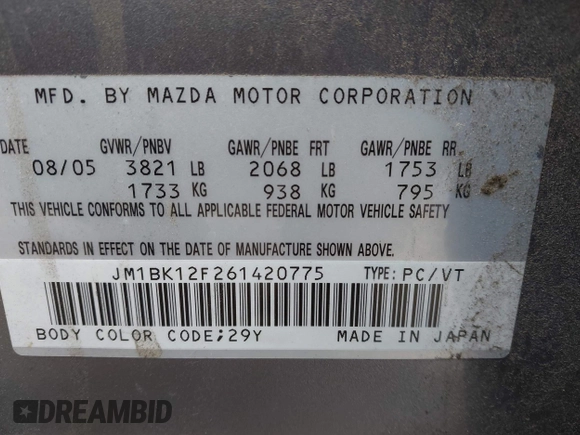 MFD. BY MAZDA MOTOR CORPORATION
DATE GVWR/PNBV GAWR/PNBE FRT GAWR/PNBE RR
08/05 3821 LB 2068 LB 1753 LB
1733 KG 938 KG 795 KG
THIS VEHICLE CONFORMS TO ALL APPLICABLE FEDERAL MOTOR VEHICLE SAFETY
STANDARDS IN EFFECT ON THE DATE OF MANUFACTURE SHOWN ABOVE.
JM1BK12F261420775 TYPE:PC/VT
BODY COLOR CODE;29Y MADE IN JAPAN
DREAMBID